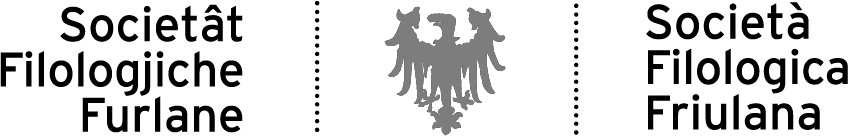 Societât
Filologjiche
Furlane
Società
Filologica
Friulana